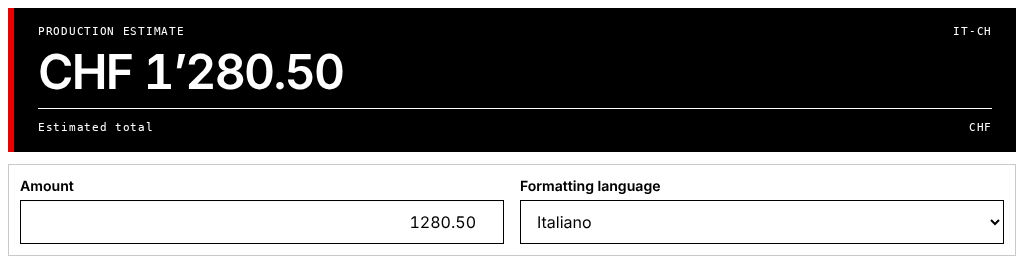 PRODUCTION ESTIMATE IT-CH
CHF 1’280.50
Estimated total CHF
Amount Formatting language
1280.50 Italiano